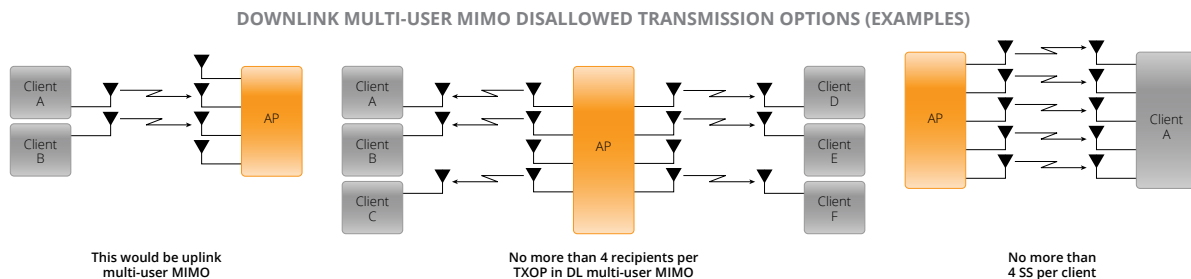 DOWNLINK MULTI-USER MIMO DISALLOWED TRANSMISSION OPTIONS (EXAMPLES)
Client
A
Client
B
AP
This would be uplink
multi-user MIMO
Client
A
Client
B
Client
C
AP
Client
D
Client
E
Client
F
No more than 4 recipients per
TXOP in DL multi-user MIMO
AP
Client
A
No more than
4 SS per client